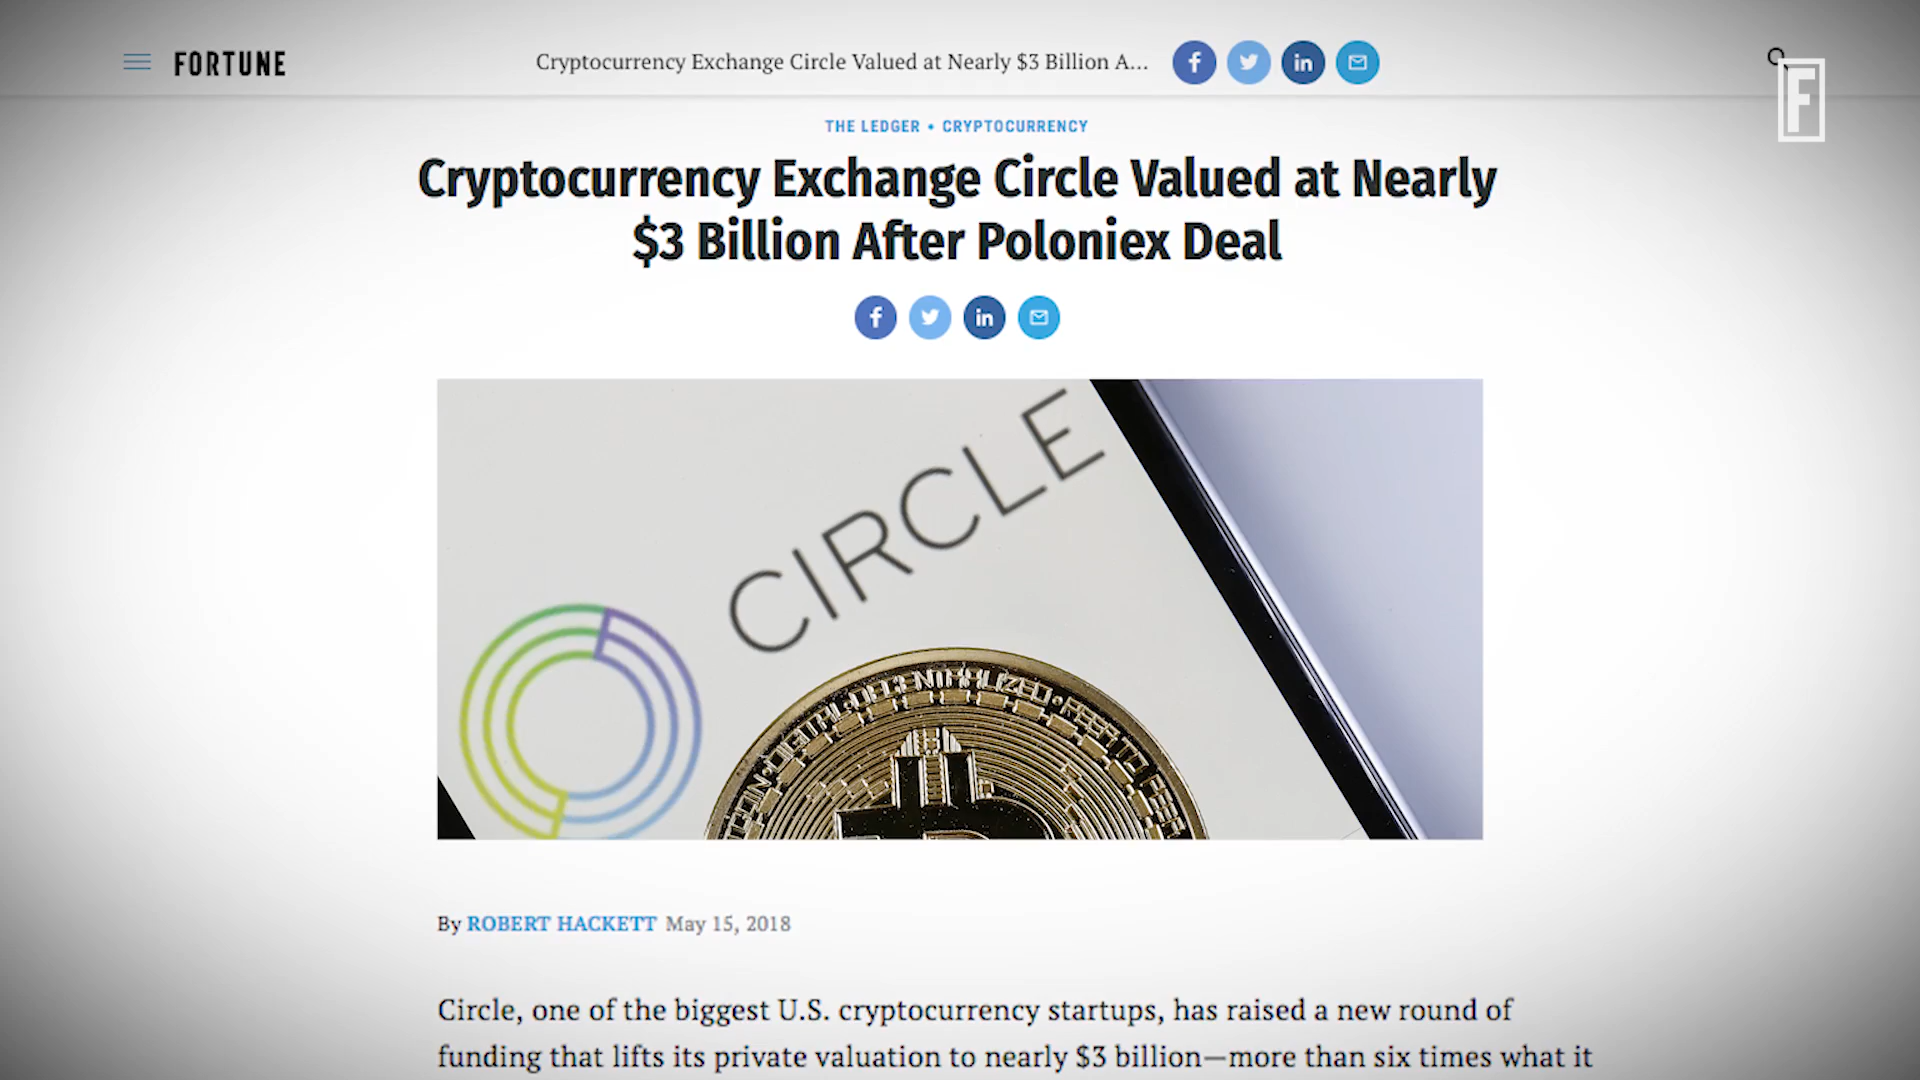 FORTUNE
Cryptocurrency Exchange Circle Valued at Nearly $3 Billion A...
F
THE LEDGER • CRYPTOCURRENCY
Cryptocurrency Exchange Circle Valued at Nearly
$3 Billion After Poloniex Deal
CIRCLE
By ROBERT HACKETT May 15, 2018
Circle, one of the biggest U.S. cryptocurrency startups, has raised a new round of
funding that lifts its private valuation to nearly $3 billion—more than six times what it